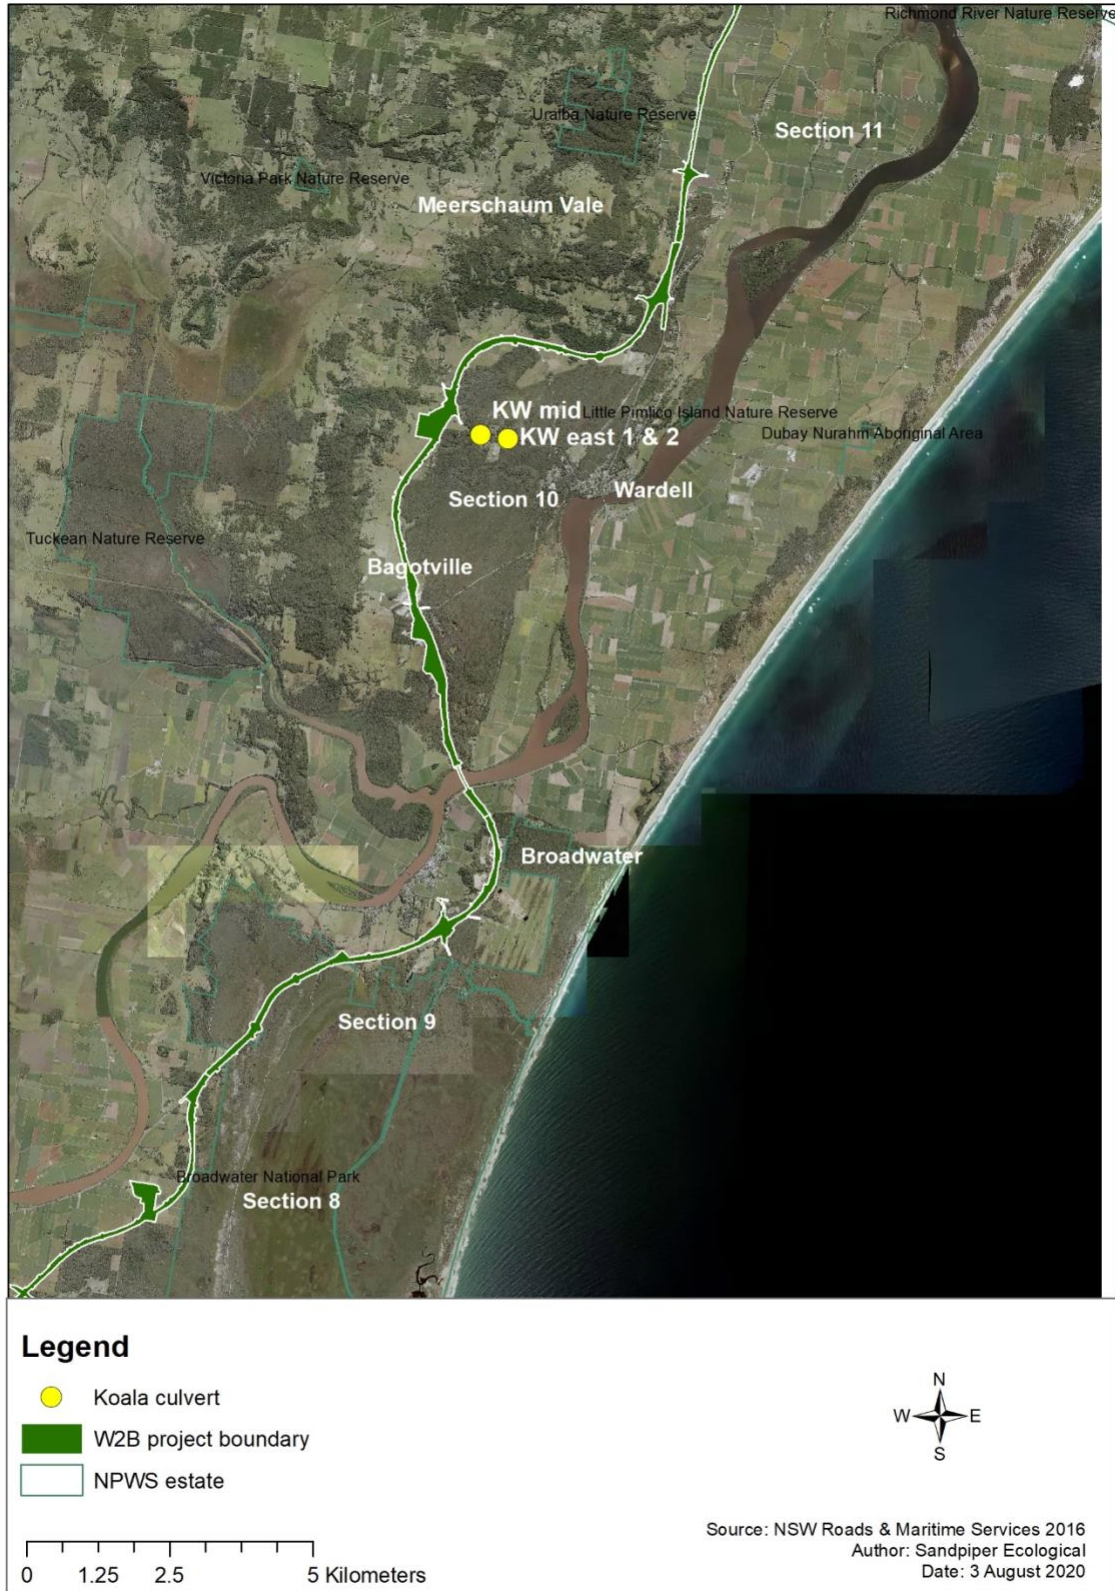 Richmond River Nature Reserve
Uralba Nature Reserve
Section 11
Victoria Park Nature Reserve
Meerschaum Vale
KW mid
Little Pimlico Island Nature Reserve
KW east 1 & 2
Dubay Nurahm Aboriginal Area
Section 10
Wardell
Tuckean Nature Reserve
Bagotville
Broadwater
Section 9
Broadwater National Park
Section 8
Legend
Koala culvert
W2B project boundary
NPWS estate
0 1.25 2.5 5 Kilometers
N
W E
S
Source: NSW Roads & Maritime Services 2016
Author: Sandpiper Ecological
Date: 3 August 2020